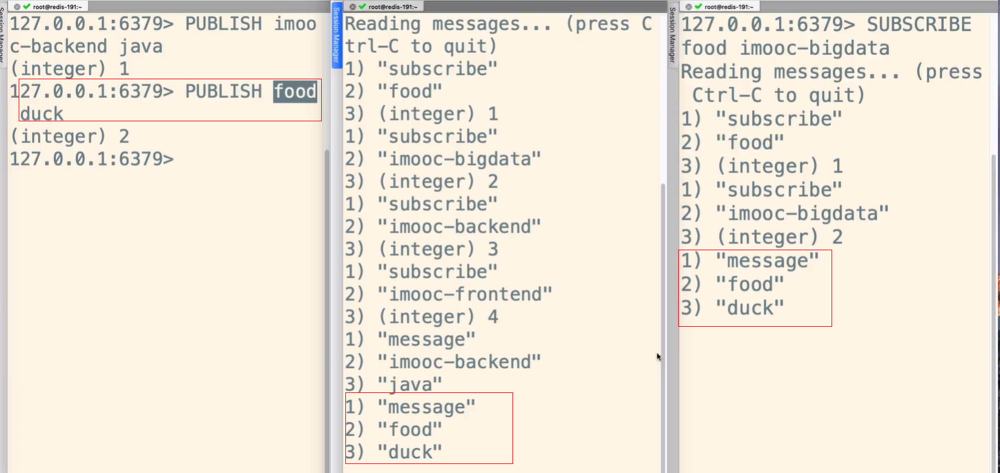 root@redis-191:~
127.0.0.1:6379> PUBLISH imoo
c-backend java
(integer) 1
127.0.0.1:6379> PUBLISH food
duck
(integer) 2
127.0.0.1:6379>
Session Manager
root@redis-191:~
Reading messages... (press C
trl-C to quit)
1) "subscribe"
2) "food"
3) (integer) 1
1) "subscribe"
2) "imooc-bigdata"
3) (integer) 2
1) "subscribe"
2) "imooc-backend"
3) (integer) 3
1) "subscribe"
2) "imooc-frontend"
3) (integer) 4
1) "message"
2) "imooc-backend"
3) "java"
1) "message"
2) "food"
3) "duck"
Session Manager
root@redis-191:~
127.0.0.1:6379> SUBSCRIBE
food imooc-bigdata
Reading messages... (press
Ctrl-C to quit)
1) "subscribe"
2) "food"
3) (integer) 1
1) "subscribe"
2) "imooc-bigdata"
3) (integer) 2
1) "message"
2) "food"
3) "duck"